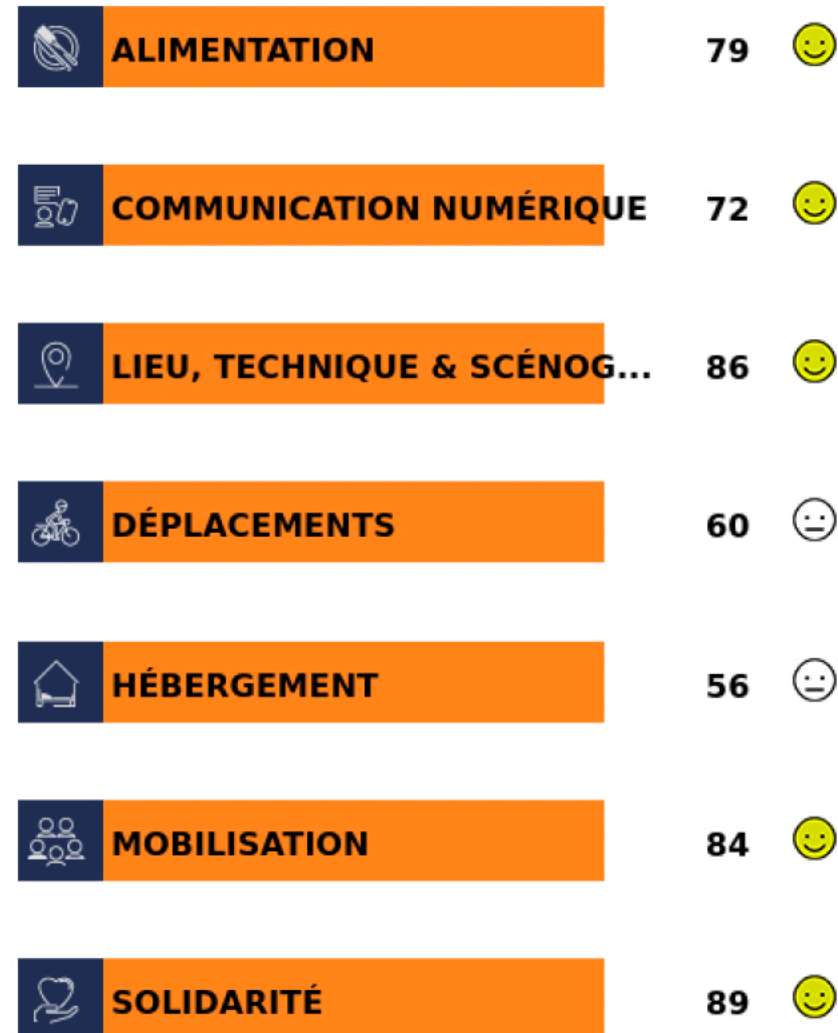 ALIMENTATION 79
COMMUNICATION NUMÉRIQUE 72
LIEU, TECHNIQUE & SCÉNOG... 86
DÉPLACEMENTS 60
HÉBERGEMENT 56
MOBILISATION 84
SOLIDARITÉ 89